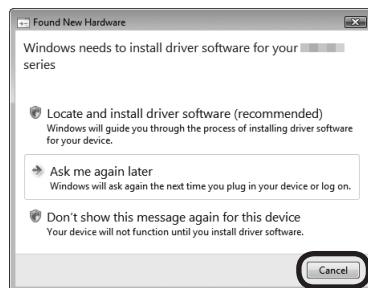 Found New Hardware
Windows needs to install driver software for your
series
Locate and install driver software (recommended)
Windows will guide you through the process of installing driver software
for your device.
Ask me again later
Windows will ask again the next time you plug in your device or log on.
Don't show this message again for this device
Your device will not function until you install driver software.
Cancel